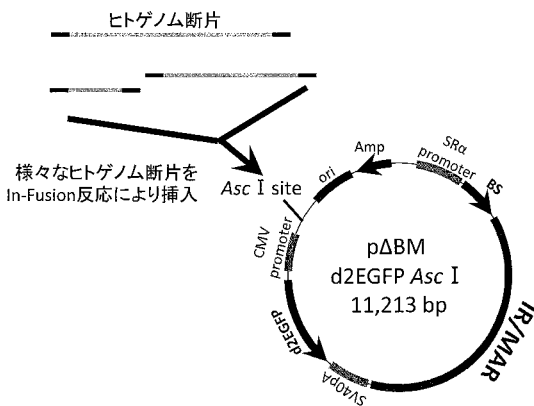 ヒトゲノム断片
様々なヒトゲノム断片を
In-Fusion反応により挿入
Asc I site
ori
Amp
SRα
promoter
BS
CMV
promoter
pΔBM
d2EGFP Asc I
11,213 bp
d2EGFP
SV40pA
IR/MAR